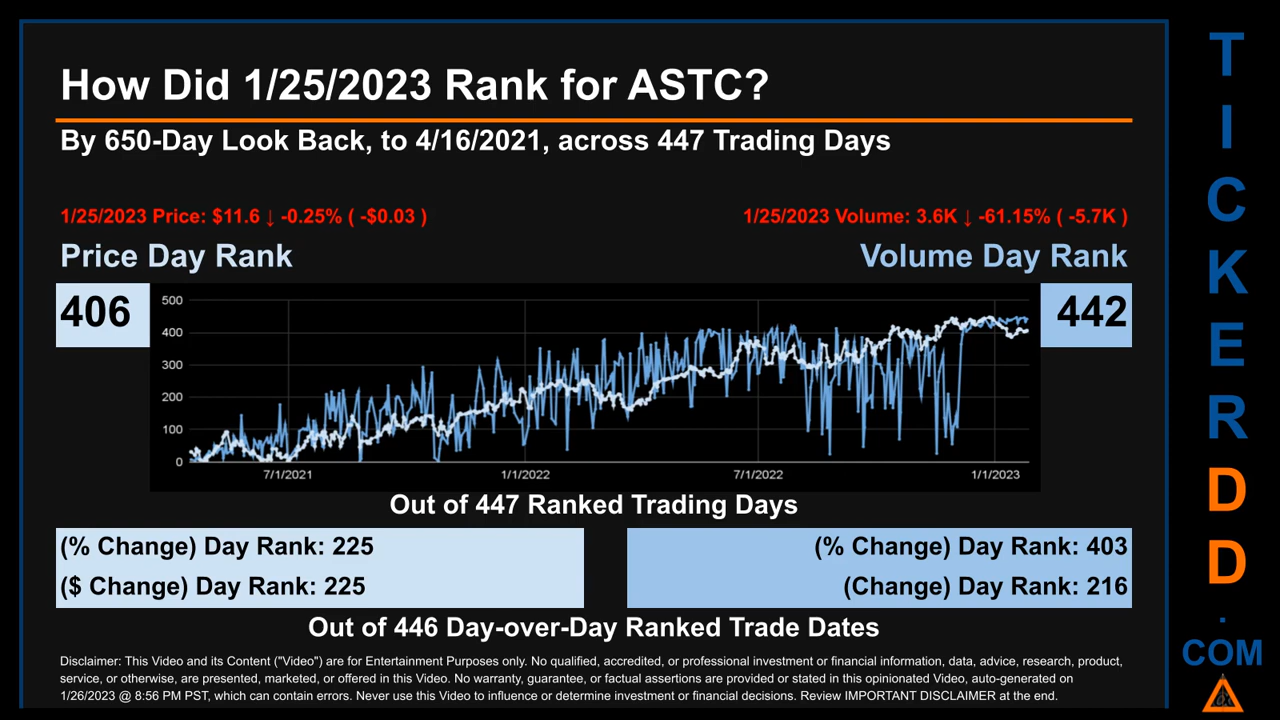 How Did 1/25/2023 Rank for ASTC?
By 650-Day Look Back, to 4/16/2021, across 447 Trading Days
1/25/2023 Price: $11.6 ↓ -0.25% ( -$0.03 )
1/25/2023 Volume: 3.6K ↓ -61.15% ( -5.7K )
Price Day Rank
Volume Day Rank
406
442
500
400
300
200
100
0
7/1/2021
1/1/2022
7/1/2022
1/1/2023
Out of 447 Ranked Trading Days
(% Change) Day Rank: 225
($ Change) Day Rank: 225
(% Change) Day Rank: 403
(Change) Day Rank: 216
Out of 446 Day-over-Day Ranked Trade Dates
Disclaimer: This Video and its Content ("Video") are for Entertainment Purposes only. No qualified, accredited, or professional investment or financial information, data, advice, research, product,
service, or otherwise, are presented, marketed, or offered in this Video. No warranty, guarantee, or factual assertions are provided or stated in this opinionated Video, auto-generated on
1/26/2023 @ 8:56 PM PST, which can contain errors. Never use this Video to influence or determine investment or financial decisions. Review IMPORTANT DISCLAIMER at the end.
T
I
C
K
E
R
D
D
.
COM